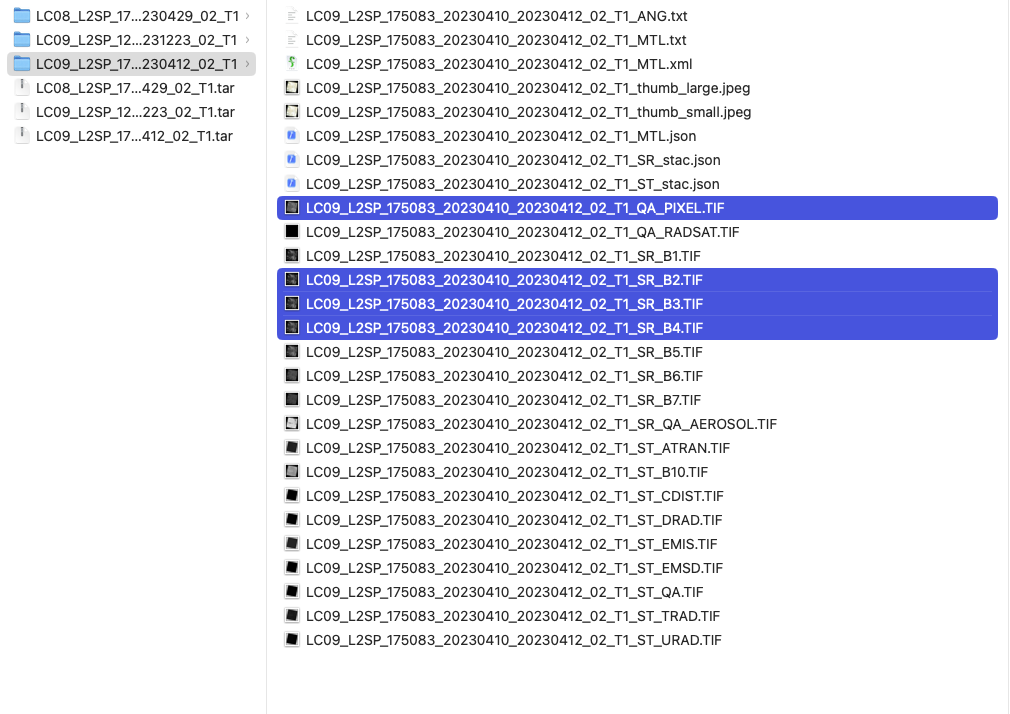 LC08_L2SP_17...230429_02_T1
LC09_L2SP_12...231223_02_T1
LC09_L2SP_17...230412_02_T1
LC08_L2SP_17...429_02_T1.tar
LC09_L2SP_12...223_02_T1.tar
LC09_L2SP_17...412_02_T1.tar
LC09_L2SP_175083_20230410_20230412_02_T1_ANG.txt
LC09_L2SP_175083_20230410_20230412_02_T1_MTL.txt
LC09_L2SP_175083_20230410_20230412_02_T1_MTL.xml
LC09_L2SP_175083_20230410_20230412_02_T1_thumb_large.jpeg
LC09_L2SP_175083_20230410_20230412_02_T1_thumb_small.jpeg
LC09_L2SP_175083_20230410_20230412_02_T1_MTL.json
LC09_L2SP_175083_20230410_20230412_02_T1_SR_stac.json
LC09_L2SP_175083_20230410_20230412_02_T1_ST_stac.json
LC09_L2SP_175083_20230410_20230412_02_T1_QA_PIXEL.TIF
LC09_L2SP_175083_20230410_20230412_02_T1_QA_RADSAT.TIF
LC09_L2SP_175083_20230410_20230412_02_T1_SR_B1.TIF
LC09_L2SP_175083_20230410_20230412_02_T1_SR_B2.TIF
LC09_L2SP_175083_20230410_20230412_02_T1_SR_B3.TIF
LC09_L2SP_175083_20230410_20230412_02_T1_SR_B4.TIF
LC09_L2SP_175083_20230410_20230412_02_T1_SR_B5.TIF
LC09_L2SP_175083_20230410_20230412_02_T1_SR_B6.TIF
LC09_L2SP_175083_20230410_20230412_02_T1_SR_B7.TIF
LC09_L2SP_175083_20230410_20230412_02_T1_SR_QA_AEROSOL.TIF
LC09_L2SP_175083_20230410_20230412_02_T1_ST_ATRAN.TIF
LC09_L2SP_175083_20230410_20230412_02_T1_ST_B10.TIF
LC09_L2SP_175083_20230410_20230412_02_T1_ST_CDIST.TIF
LC09_L2SP_175083_20230410_20230412_02_T1_ST_DRAD.TIF
LC09_L2SP_175083_20230410_20230412_02_T1_ST_EMIS.TIF
LC09_L2SP_175083_20230410_20230412_02_T1_ST_EMSD.TIF
LC09_L2SP_175083_20230410_20230412_02_T1_ST_QA.TIF
LC09_L2SP_175083_20230410_20230412_02_T1_ST_TRAD.TIF
LC09_L2SP_175083_20230410_20230412_02_T1_ST_URAD.TIF